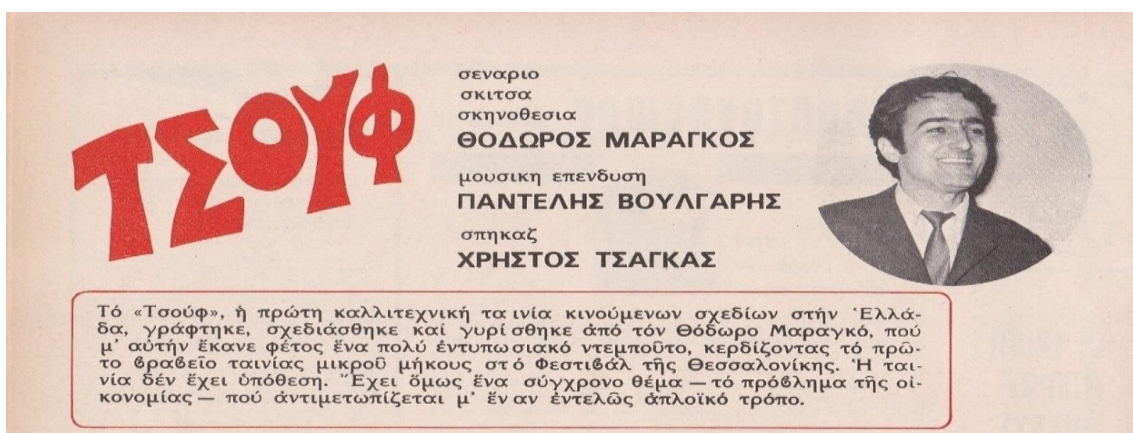 ΤΣΟΥΦ
σεναριο
σκιτσα
σκηνοθεσια
ΘΟΔΩΡΟΣ ΜΑΡΑΓΚΟΣ
μουσικη επενδυση
ΠΑΝΤΕΛΗΣ ΒΟΥΛΓΑΡΗΣ
σπηκαζ
ΧΡΗΣΤΟΣ ΤΣΑΓΚΑΣ
Τό «Τσούφ», ἡ πρώτη καλλιτεχνική ταινία κινούμενων σχεδίων στήν Ἑλλά-
δα, γράφτηκε, σχεδιάσθηκε καί γυρίσθηκε ἀπό τόν Θόδωρο Μαραγκό, πού
μ' αὐτήν ἔκανε φέτος ἕνα πολύ ἐντυπωσιακό ντεμποῦτο, κερδίζοντας τό πρῶ-
το βραβεῖο ταινίας μικροῦ μήκους στό Φεστιβάλ τῆς Θεσσαλονίκης. Ἡ ται-
νία δέν ἔχει ὑπόθεση. Ἔχει ὅμως ἕνα σύγχρονο θέμα — τό πρόβλημα τῆς οἰ-
κονομίας — πού ἀντιμετωπίζεται μ' ἕναν ἐντελῶς ἁπλοϊκό τρόπο.